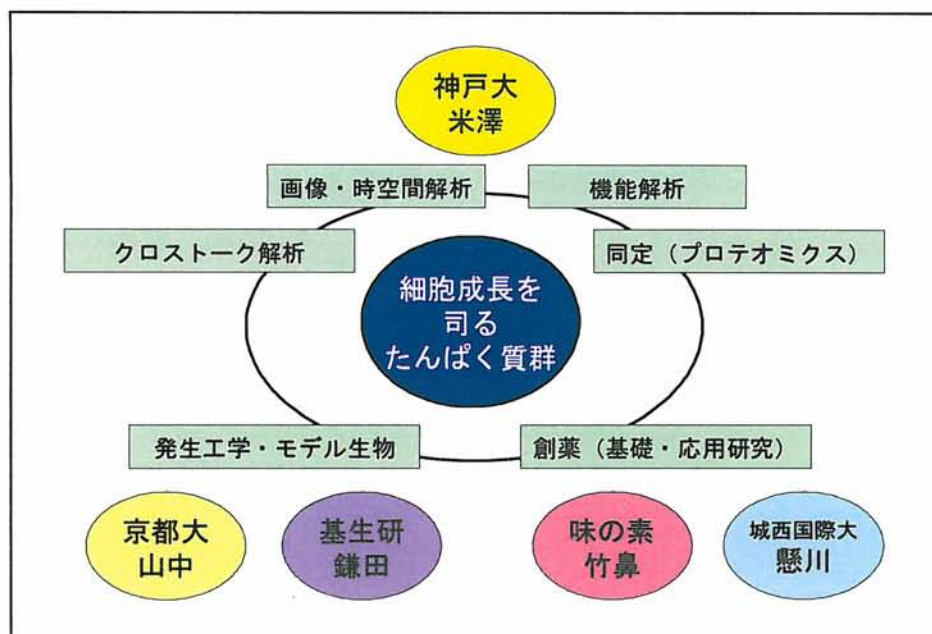 神戸大
米澤
画像・時空間解析
機能解析
クロストーク解析
同定（プロテオミクス）
細胞成長を
司る
たんぱく質群
発生工学・モデル生物
創薬（基礎・応用研究）
京都大
山中
基生研
鎌田
味の素
竹鼻
城西国際大
懸川